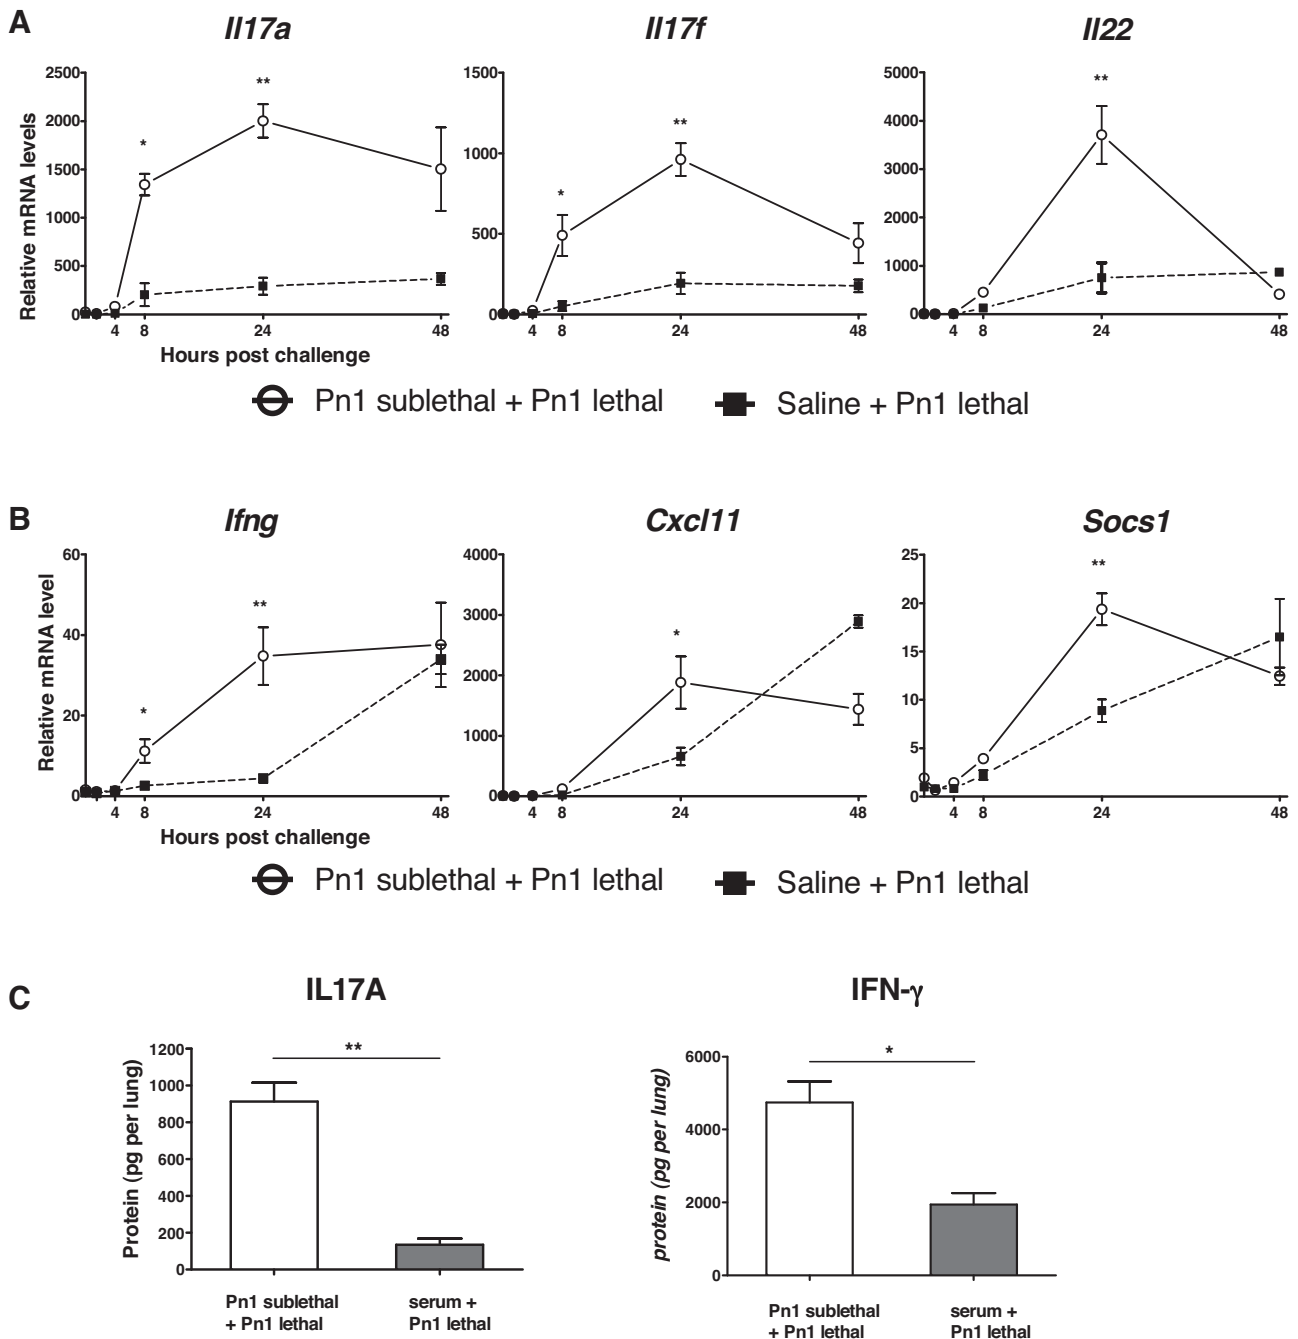 A
Il17a
Il17f
Il22
Relative mRNA levels
2500
2000
1500
1000
500
0
4
8
24
48
**
*
Hours post challenge
1500
1000
500
0
4
8
24
48
**
*
5000
4000
3000
2000
1000
0
4
8
24
48
**
Pn1 sublethal + Pn1 lethal
Saline + Pn1 lethal
B
Ifng
Cxcl11
Socs1
Relative mRNA level
60
40
20
0
4
8
24
48
**
*
Hours post challenge
4000
3000
2000
1000
0
4
8
24
48
*
25
20
15
10
5
0
4
8
24
48
**
Pn1 sublethal + Pn1 lethal
Saline + Pn1 lethal
C
IL17A
Protein (pg per lung)
1200
1000
800
600
400
200
0
**
Pn1 sublethal
+ Pn1 lethal
serum +
Pn1 lethal
IFN-γ
protein (pg per lung)
6000
4000
2000
0
*
Pn1 sublethal
+ Pn1 lethal
serum +
Pn1 lethal